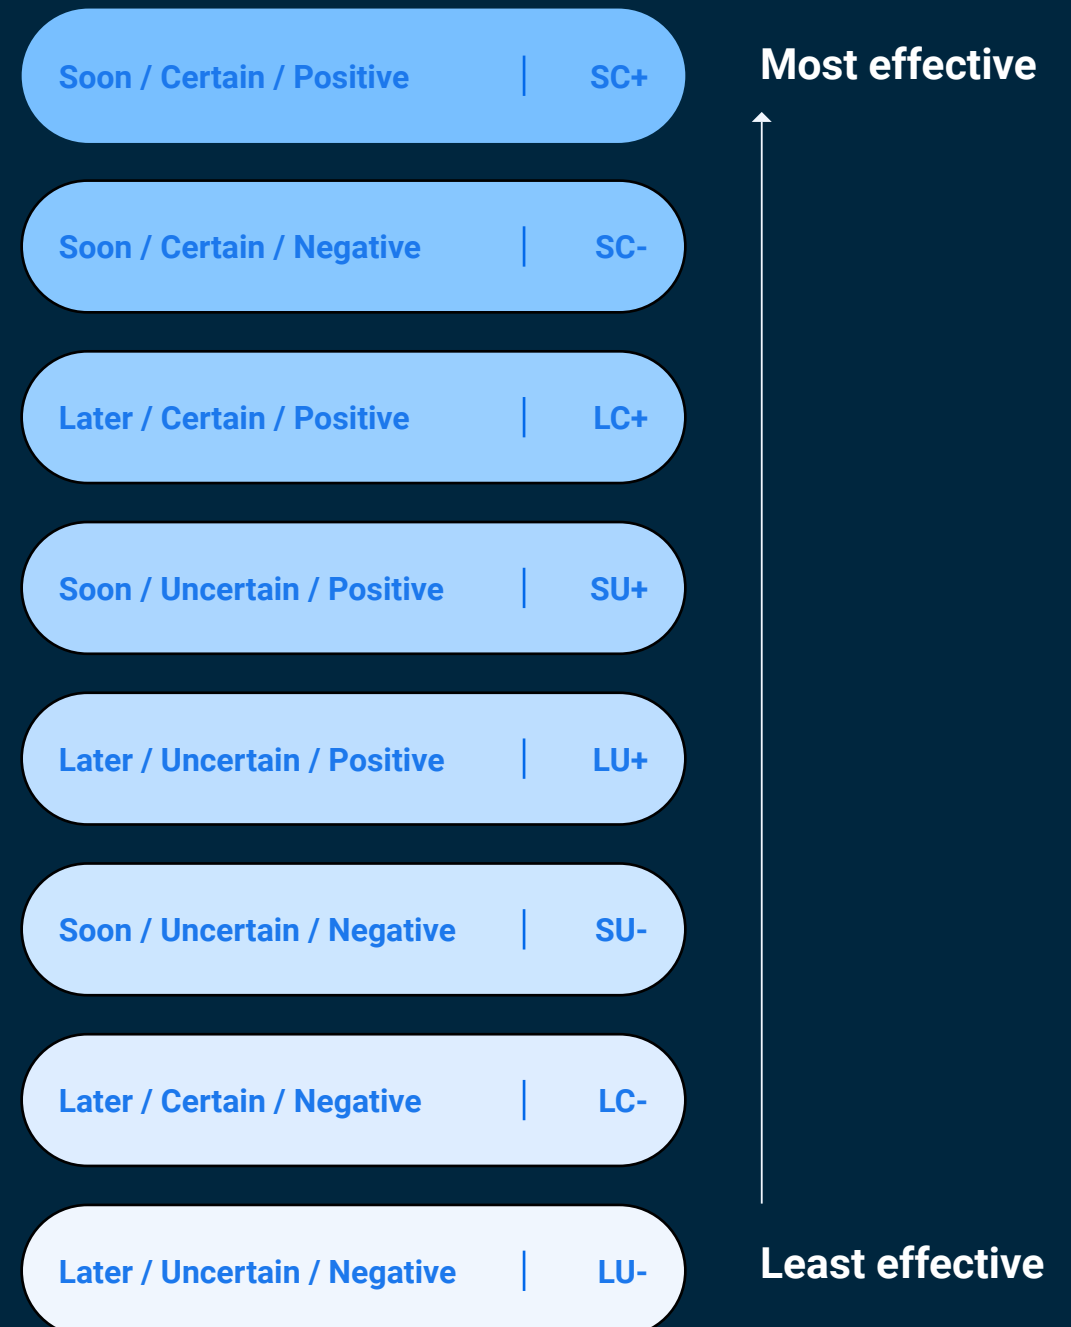 Soon / Certain / Positive | SC+
Most effective
Soon / Certain / Negative | SC-
Later / Certain / Positive | LC+
Soon / Uncertain / Positive | SU+
Later / Uncertain / Positive | LU+
Soon / Uncertain / Negative | SU-
Later / Certain / Negative | LC-
Later / Uncertain / Negative | LU-
Least effective